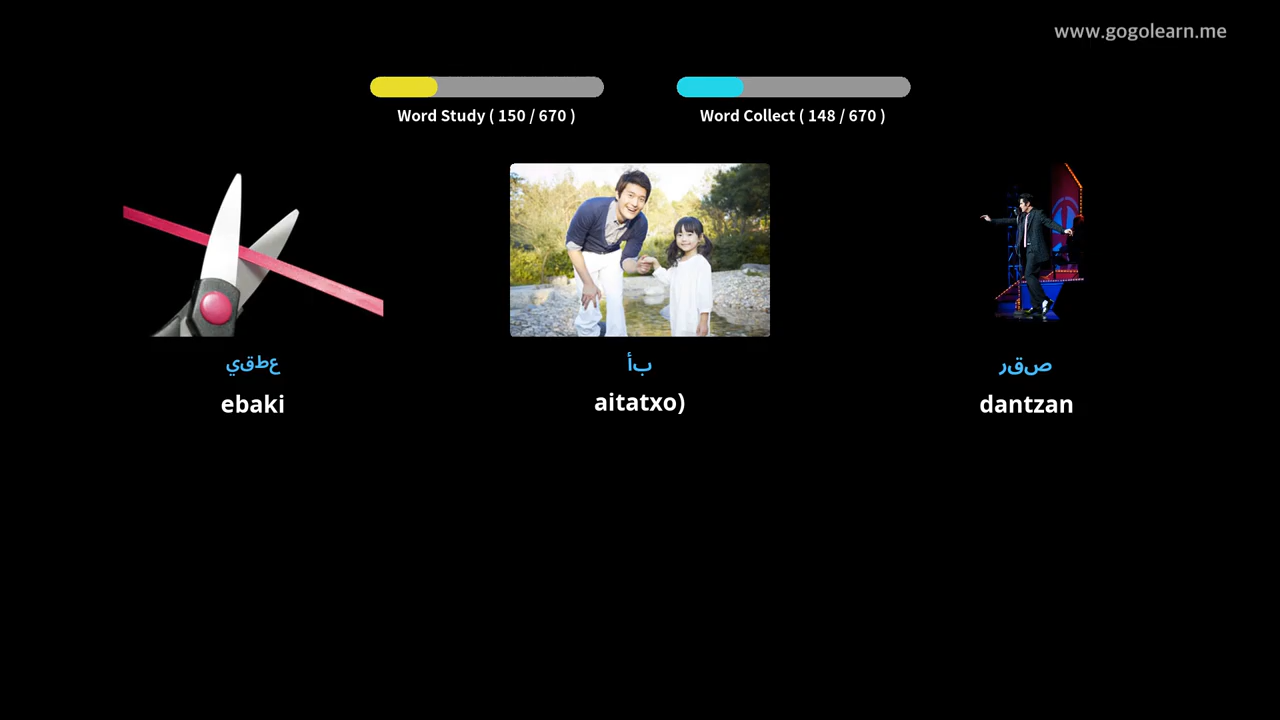 www.gogolearn.me
Word Study ( 150 / 670 )
Word Collect ( 148 / 670 )
عطقي
بأ
صقر
ebaki
aitatxo)
dantzan